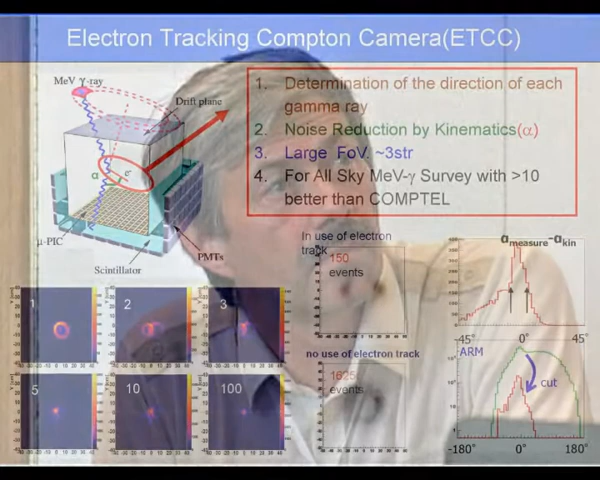 Electron Tracking Compton Camera(ETCC)
MeV γ-ray
Drift plane
α
e-
μ-PIC
PMTs
Scintillator
1. Determination of the direction of each
gamma ray
2. Noise Reduction by Kinematics(α)
3. Large FoV. ~3str
4. For All Sky MeV-γ Survey with >10
better than COMPTEL
In use of electron
track
150
events
no use of electron track
1625
events
αmeasure-αkin
-45°
0°
45°
ARM
cut
-180°
0°
180°
1
2
3
5
10
100